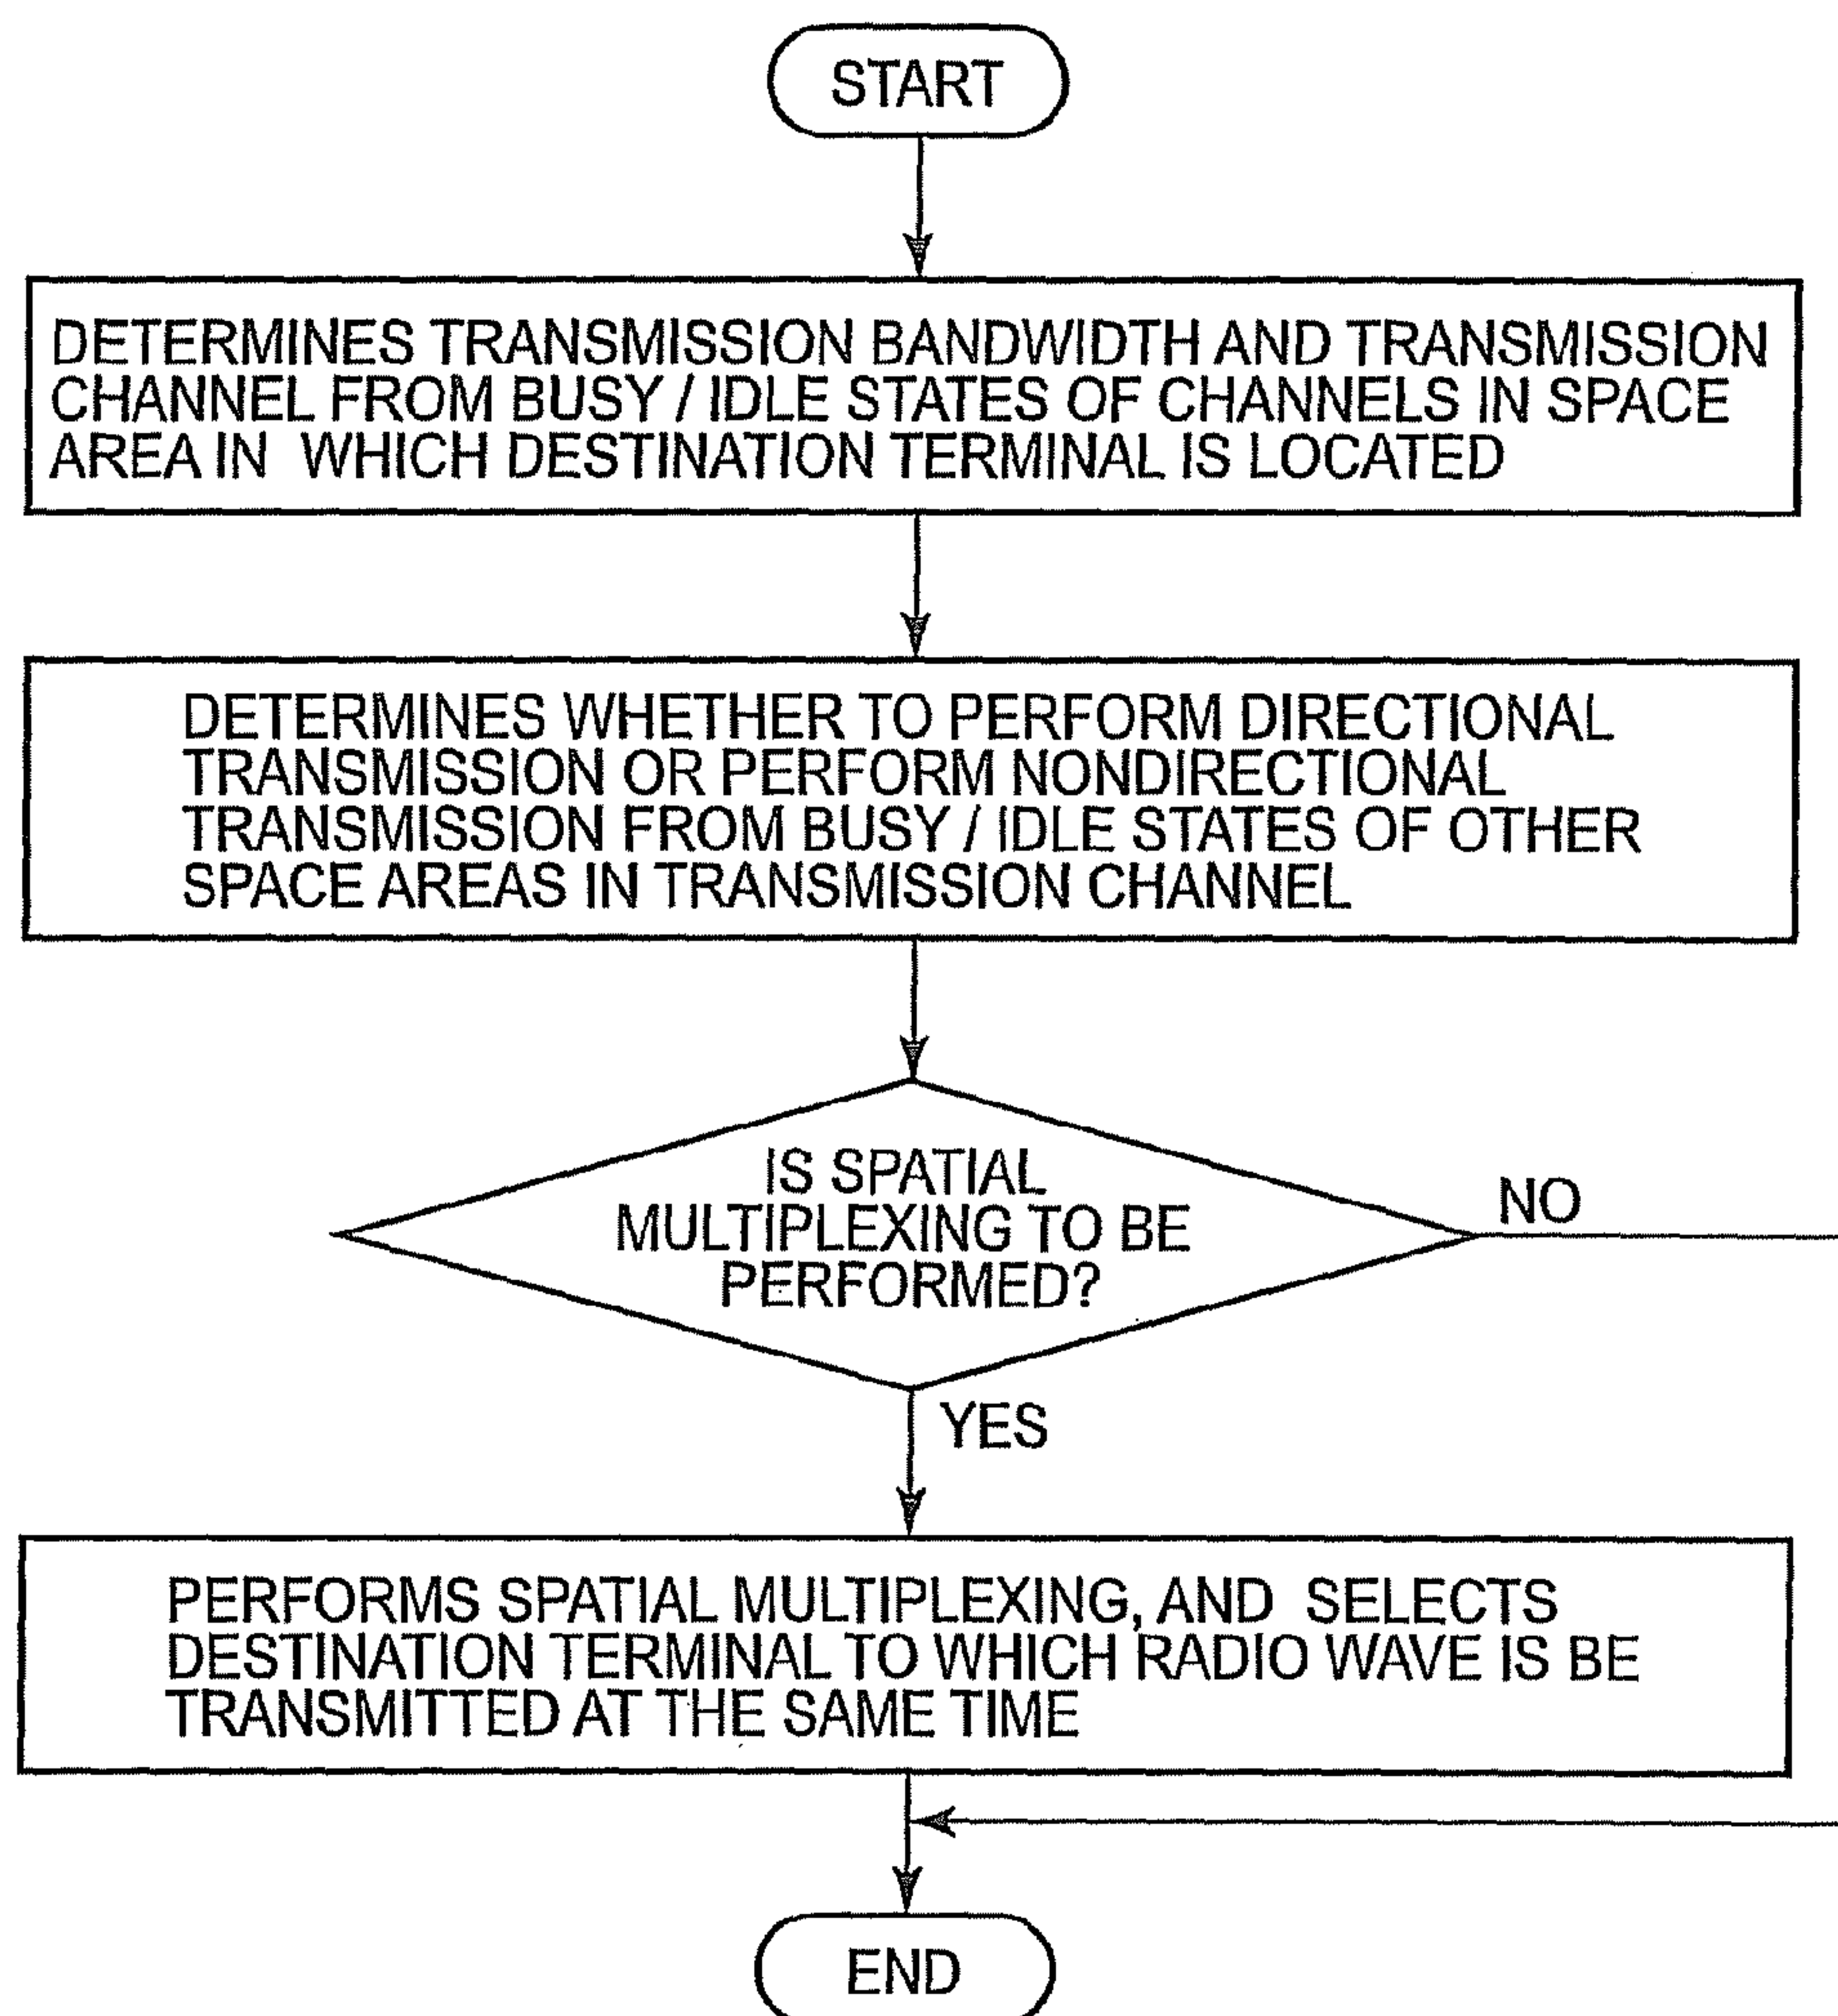 START
DETERMINES TRANSMISSION BANDWIDTH AND TRANSMISSION
CHANNEL FROM BUSY / IDLE STATES OF CHANNELS IN SPACE
AREA IN WHICH DESTINATION TERMINAL IS LOCATED
DETERMINES WHETHER TO PERFORM DIRECTIONAL
TRANSMISSION OR PERFORM NONDIRECTIONAL
TRANSMISSION FROM BUSY / IDLE STATES OF OTHER
SPACE AREAS IN TRANSMISSION CHANNEL
IS SPATIAL
MULTIPLEXING TO BE
PERFORMED?
NO
YES
PERFORMS SPATIAL MULTIPLEXING, AND SELECTS
DESTINATION TERMINAL TO WHICH RADIO WAVE IS BE
TRANSMITTED AT THE SAME TIME
END